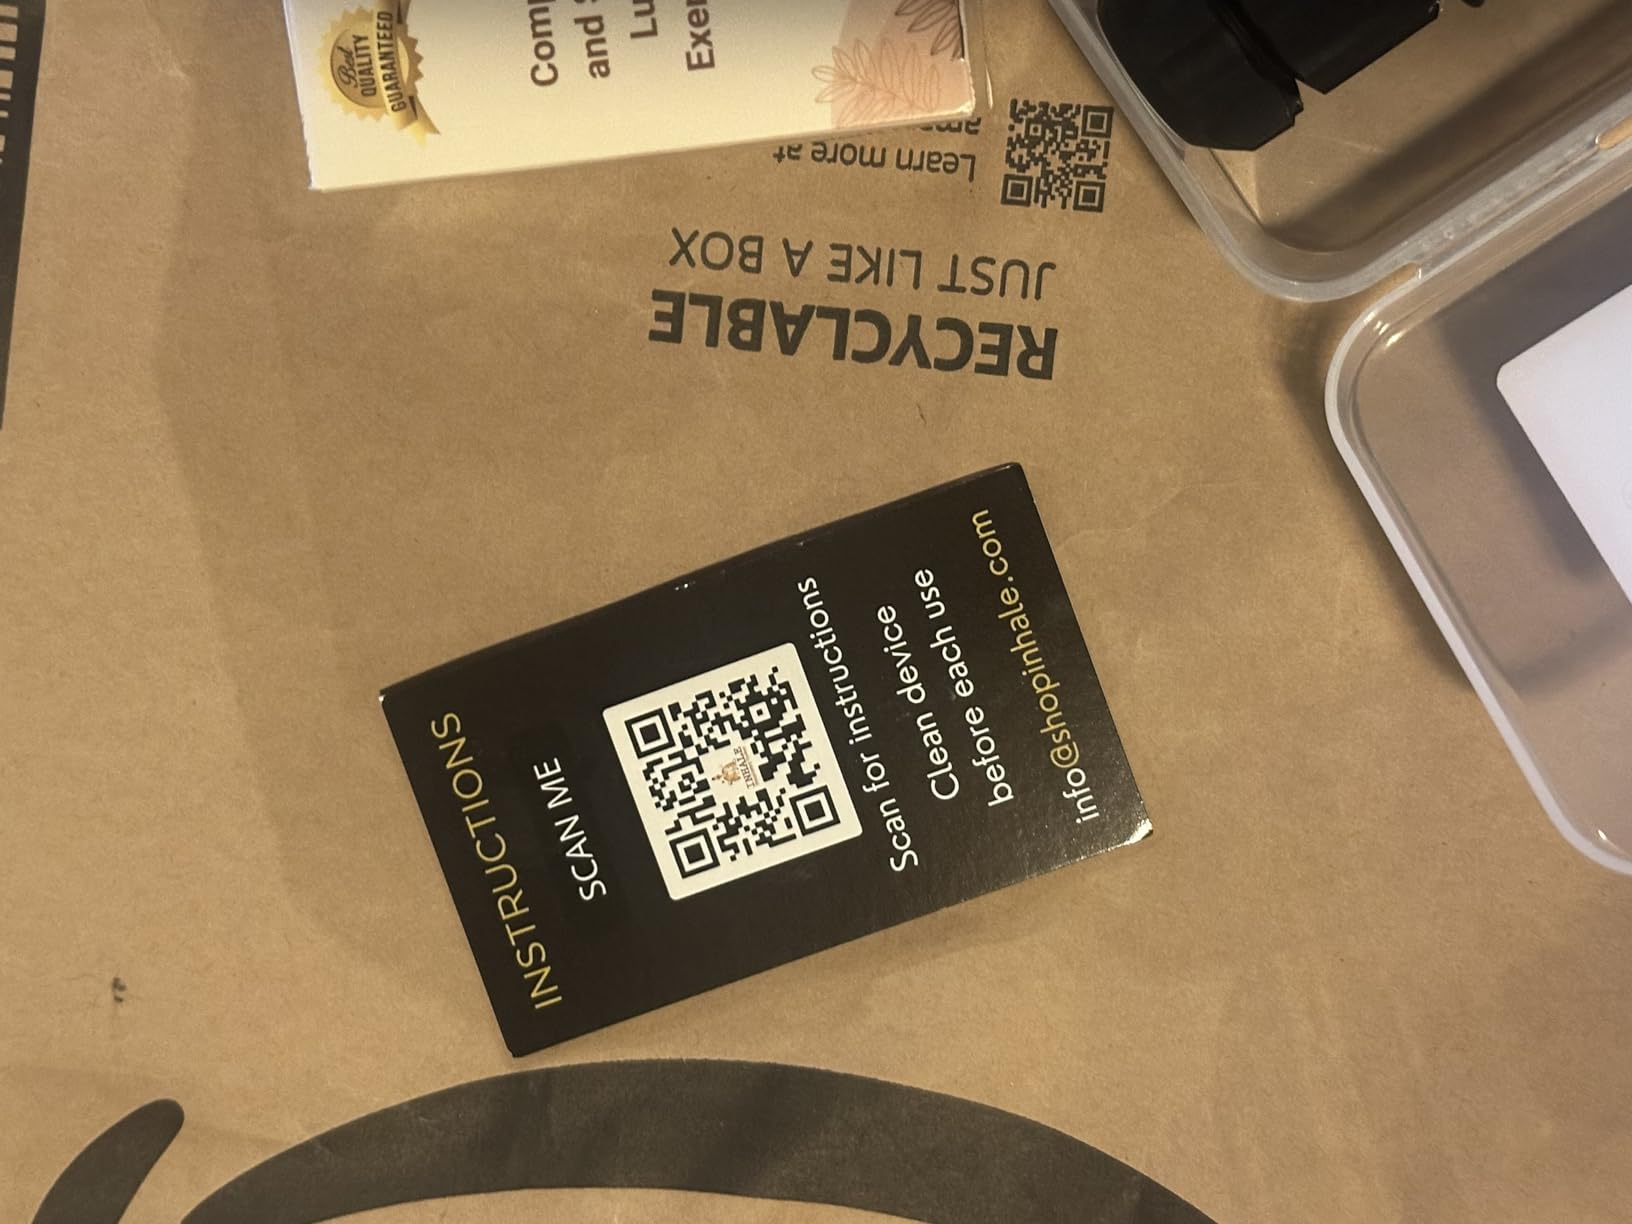 Best
QUALITY
GUARANTEED
and
Learn more at
JUST LIKE A BOX
RECYCLABLE
INSTRUCTIONS
SCAN ME
INHALE
Scan for instructions
Clean device
before each use
info@shopinhale.com